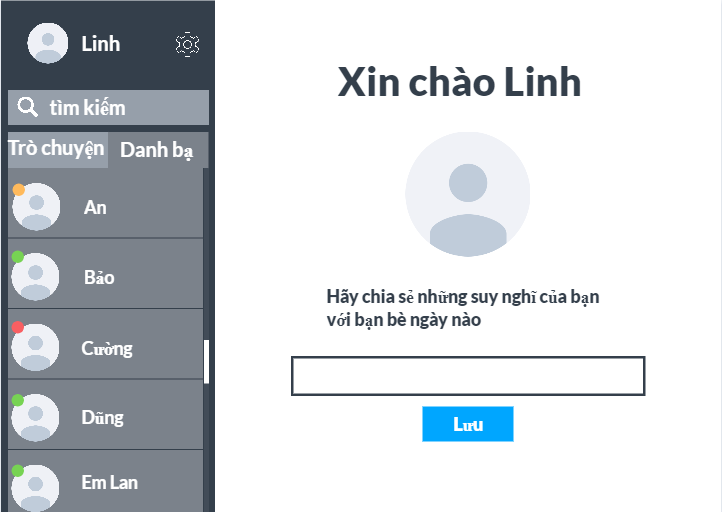 Linh
tìm kiếm
Trò chuyện
Danh bạ
An
Bảo
Cường
Dũng
Em Lan
Xin chào Linh
Hãy chia sẻ những suy nghĩ của bạn
với bạn bè ngày nào
Lưu